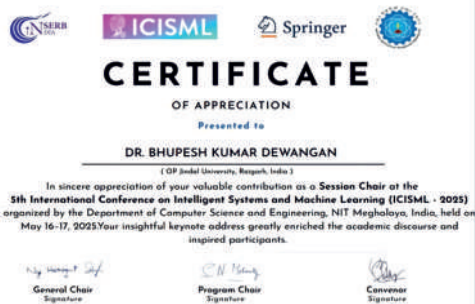 SERB
ICISML
Springer
CERTIFICATE
OF APPRECIATION
Presented to
DR. BHUPESH KUMAR DEWANGAN
( OP Jindal University, Raigarh, India )
In sincere appreciation of your valuable contribution as a Session Chair at the
5th International Conference on Intelligent Systems and Machine Learning (ICISML - 2025)
organized by the Department of Computer Science and Engineering, NIT Meghalaya, India, held on
May 16-17, 2025.Your insightful keynote address greatly enriched the academic discourse and
inspired participants.
General Chair
Signature
Program Chair
Signature
Convenor
Signature